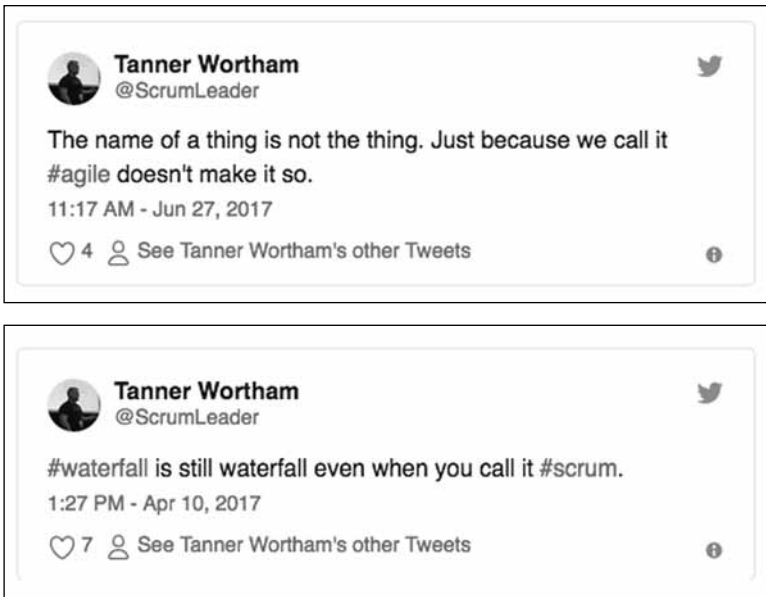 Tanner Wortham
@ScrumLeader
The name of a thing is not the thing. Just because we call it
#agile doesn't make it so.
11:17 AM - Jun 27, 2017
4 See Tanner Wortham's other Tweets
Tanner Wortham
@ScrumLeader
#waterfall is still waterfall even when you call it #scrum.
1:27 PM - Apr 10, 2017
7 See Tanner Wortham's other Tweets